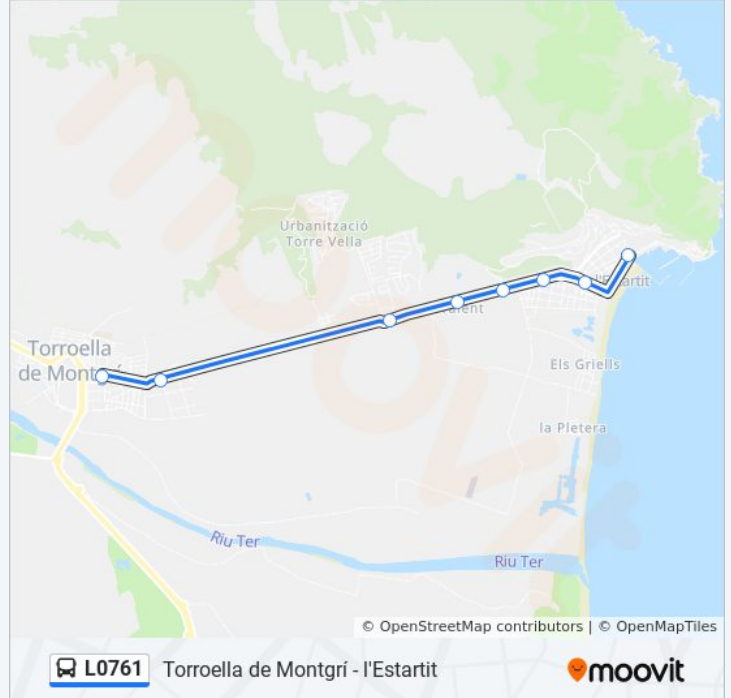 Urbanització
Torre Vella
l'Estartit
Torroella
de Montgrí
Els Griells
la Pletera
Riu Ter
Riu Ter
© OpenStreetMap contributors | © OpenMapTiles
L0761 Torroella de Montgrí - l'Estartit
moovit